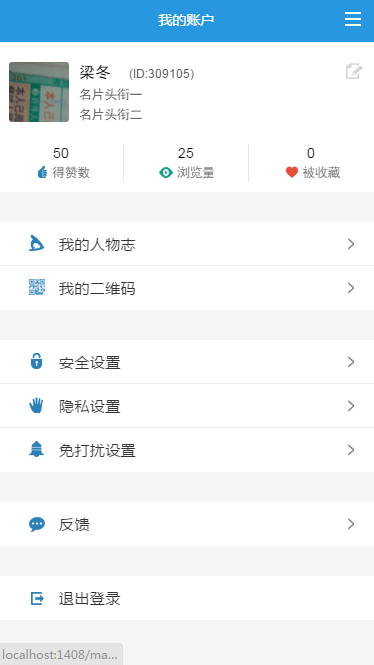 我的账户
梁冬 (ID:309105)
名片头衔一
名片头衔二
50 25 0
得赞数 浏览量 被收藏
我的人物志
我的二维码
安全设置
隐私设置
免打扰设置
反馈
退出登录
localhost:1408/ma...